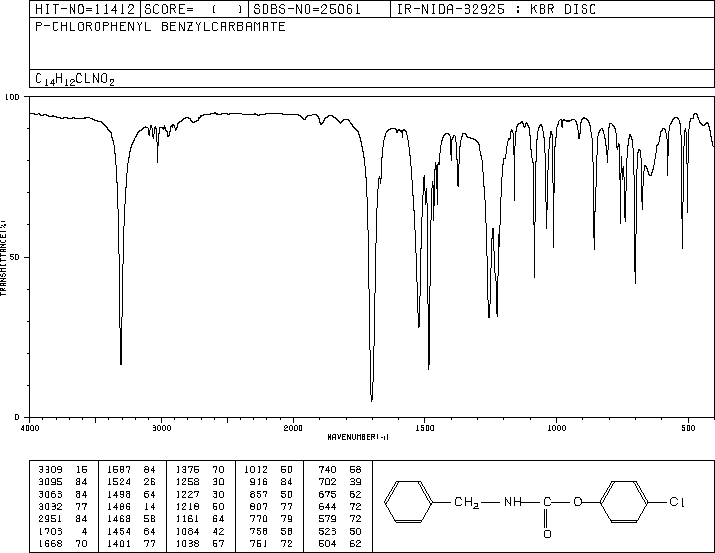 HIT-NO=11412 SCORE= ( ) SDBS-NO=25061 IR-NIDA-32925 : KBR DISC
P-CHLOROPHENYL BENZYLCARBAMATE
C14H12CLNO2
100
50
0
TRANSMITTANCE(%)
4000 3000 2000 1500 1000 500
WAVENUMBER(-1)
3309 16 1587 84 1376 70 1012 50 740 58
3095 84 1524 26 1258 30 916 84 702 39
3063 84 1498 64 1227 30 857 50 675 62
3032 77 1486 14 1218 60 807 77 644 72
2951 84 1468 58 1161 64 770 79 579 72
1703 4 1454 64 1084 42 758 58 523 50
1668 70 1401 77 1038 57 751 72 504 62
CH2 NH C O Cl
O